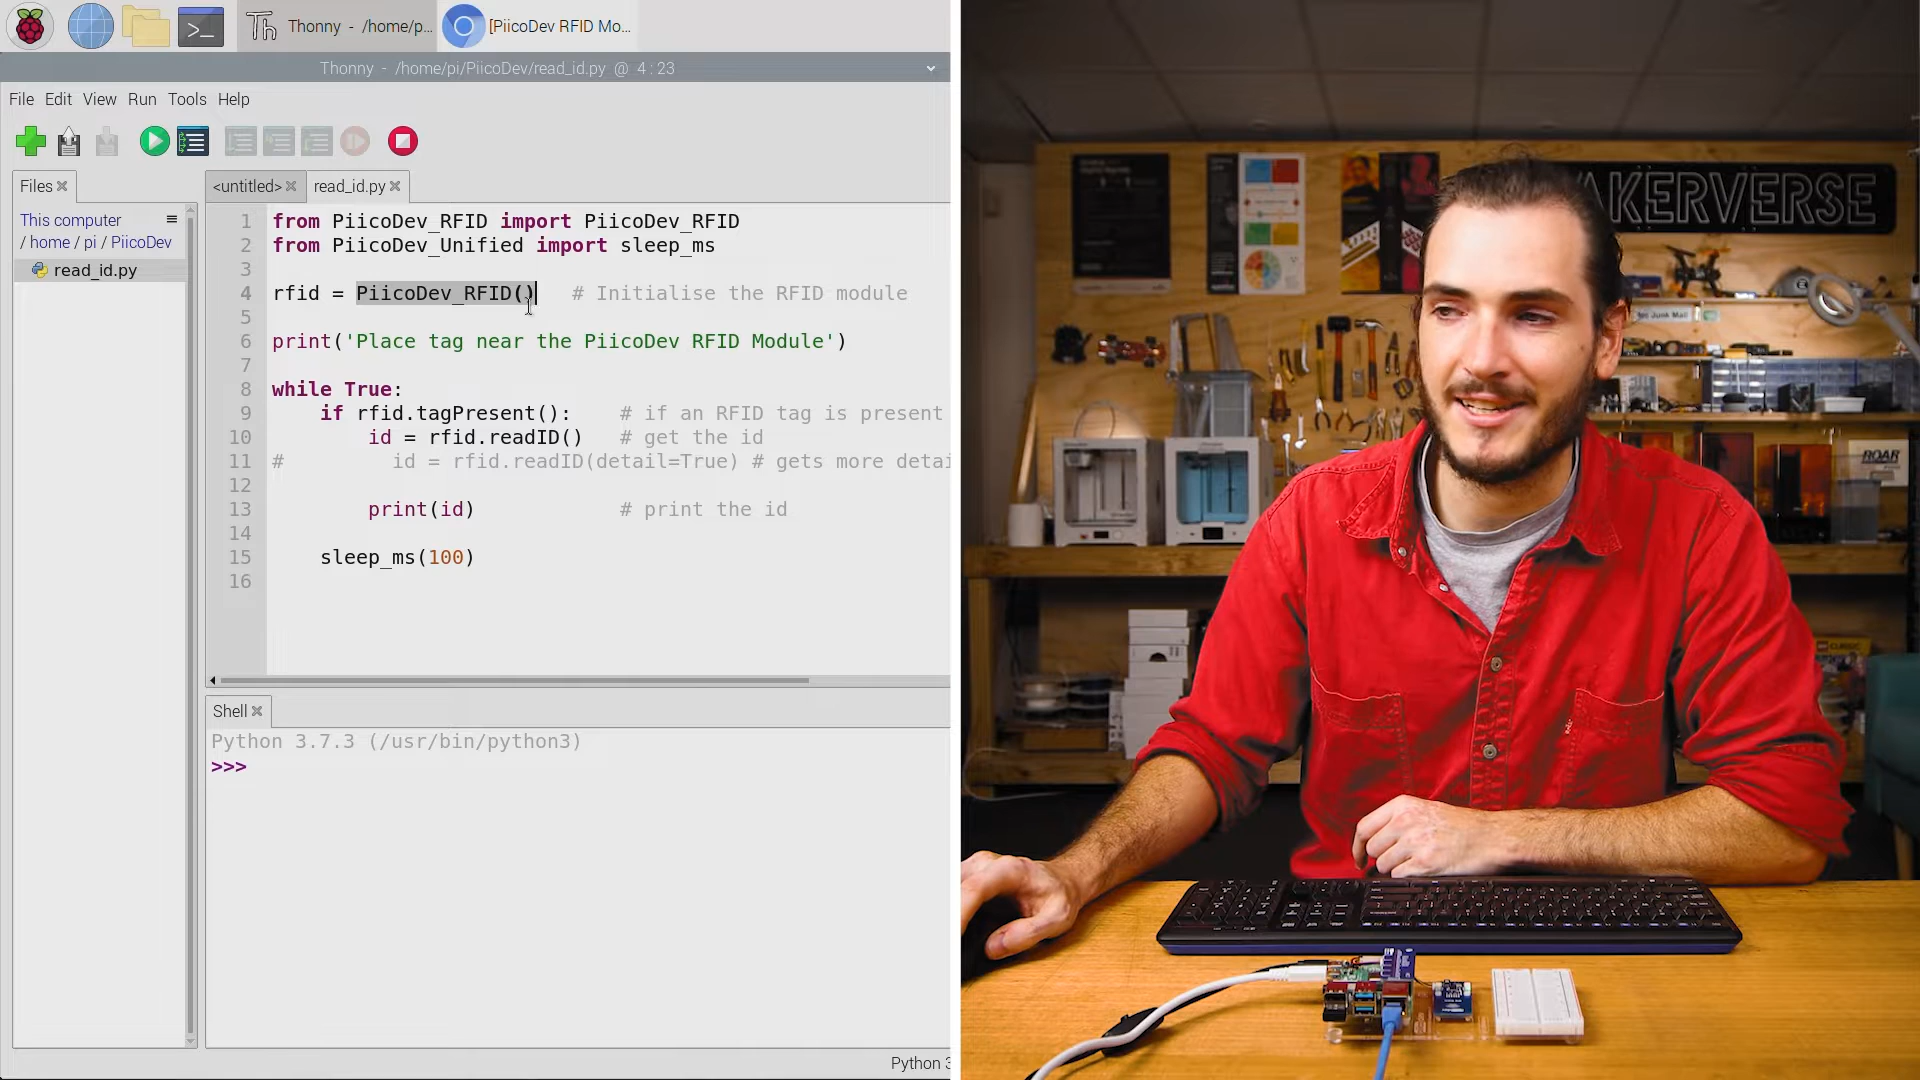 Thonny - /home/p...
[PiicoDev RFID Mo...
Thonny - /home/pi/PiicoDev/read_id.py @ 4:23
File Edit View Run Tools Help
Files
<untitled>
read_id.py
This computer
/ home / pi / PiicoDev
read_id.py
1 from PiicoDev_RFID import PiicoDev_RFID
2 from PiicoDev_Unified import sleep_ms
3
4 rfid = PiicoDev_RFID() # Initialise the RFID module
5
6 print('Place tag near the PiicoDev RFID Module')
7
8 while True:
9 if rfid.tagPresent(): # if an RFID tag is present
10 id = rfid.readID() # get the id
11 # id = rfid.readID(detail=True) # gets more detai
12
13 print(id) # print the id
14
15 sleep_ms(100)
16
Shell
Python 3.7.3 (/usr/bin/python3)
>>>
Python 3
AKERVERSE
No Junk Mail
ROAR
CLASSIC